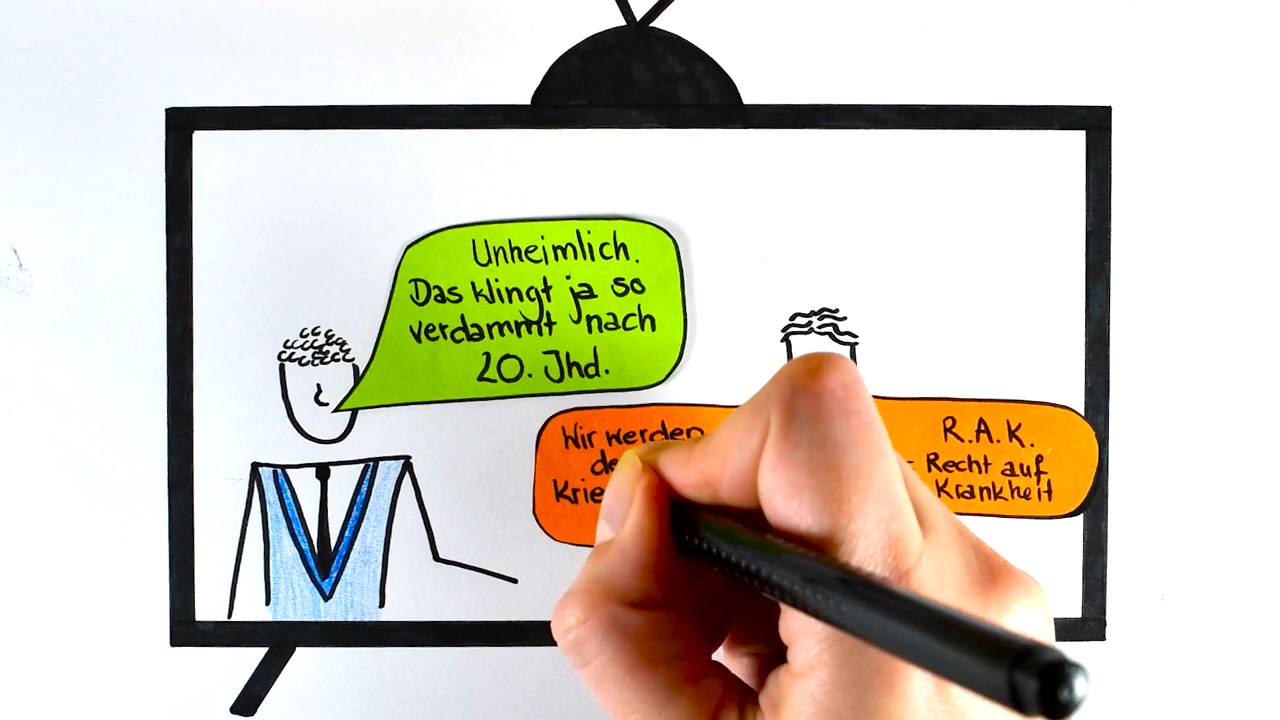 Unheimlich.
Das klingt ja so
verdammt nach
20. Jhd.
Wir werden
R.A.K.
Recht auf
Krankheit